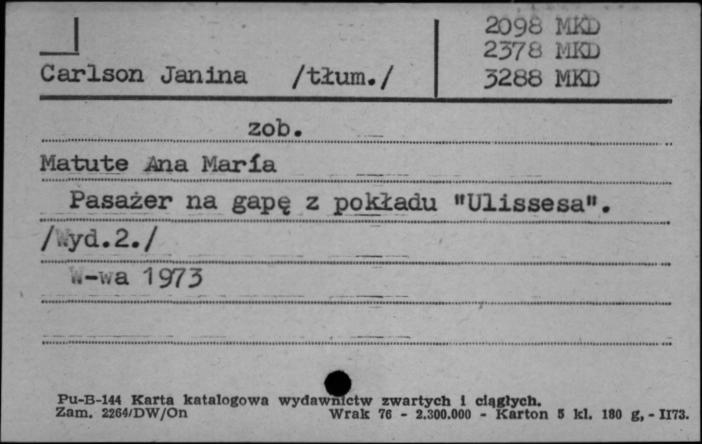 2098 MKD
2378 MKD
Carlson Janina /tłum./ 3288 MKD
zob.
Matute Ana María
Pasażer na gapę z pokładu "Ulissesa".
/Wyd.2./
W-wa 1973
Pu-B-144 Karta katalogowa wydawnictw zwartych i ciągłych.
Zam. 2264/DW/On Wrak 76 - 2.300.000 - Karton 5 kl. 180 g, - II73.